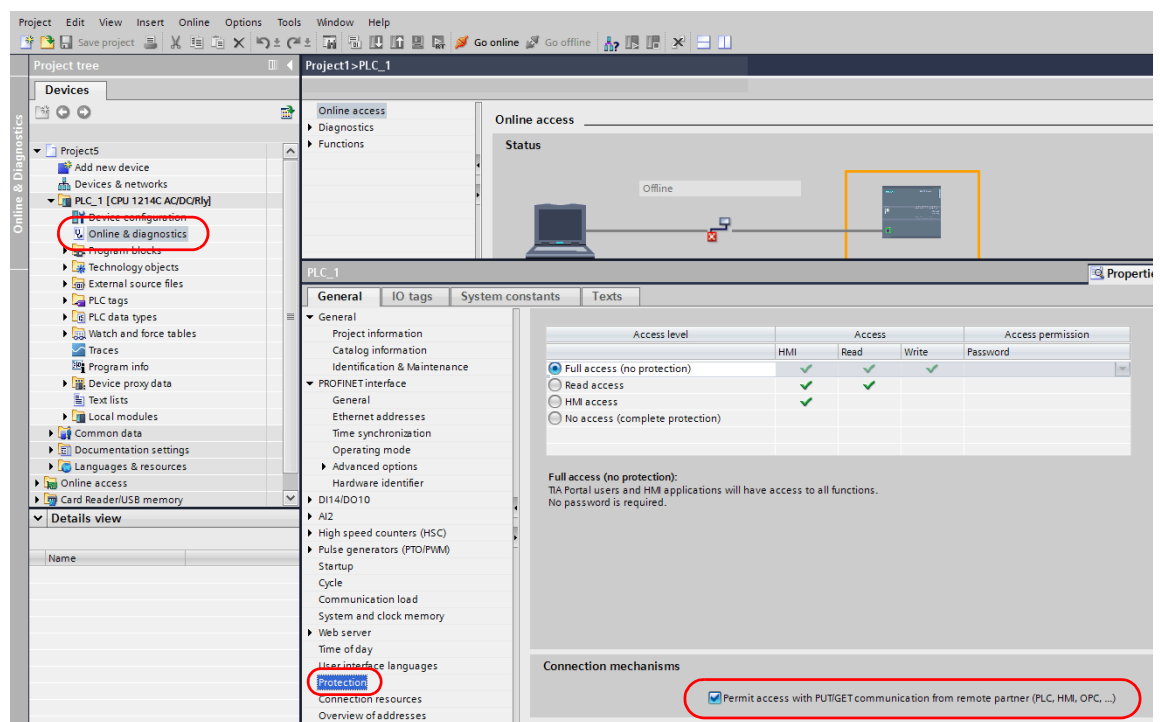 Project Edit View Insert Online Options Tools Window Help
Save project Go online Go offline
Project tree
Devices
Online & Diagnostics
Project5
Add new device
Devices & networks
PLC_1 [CPU 1214C AC/DC/Rly]
Device configuration
Online & diagnostics
Program blocks
Technology objects
External source files
PLC tags
PLC data types
Watch and force tables
Traces
Program info
Device proxy data
Text lists
Local modules
Common data
Documentation settings
Languages & resources
Online access
Card Reader/USB memory
Details view
Name
Project1>PLC_1
Online access
Diagnostics
Functions
Online access
Status
Offline
PLC_1
Properti
General IO tags System constants Texts
General
Project information
Catalog information
Identification & Maintenance
PROFINET interface
General
Ethernet addresses
Time synchronization
Operating mode
Advanced options
Hardware identifier
DI14/DO10
AI2
High speed counters (HSC)
Pulse generators (PTO/PWM)
Startup
Cycle
Communication load
System and clock memory
Web server
Time of day
User interface languages
Protection
Connection resources
Overview of addresses
Access level Access Access permission
HMI Read Write Password
Full access (no protection)
Read access
HMI access
No access (complete protection)
Full access (no protection):
TIA Portal users and HMI applications will have access to all functions.
No password is required.
Connection mechanisms
Permit access with PUT/GET communication from remote partner (PLC, HMI, OPC, ...)